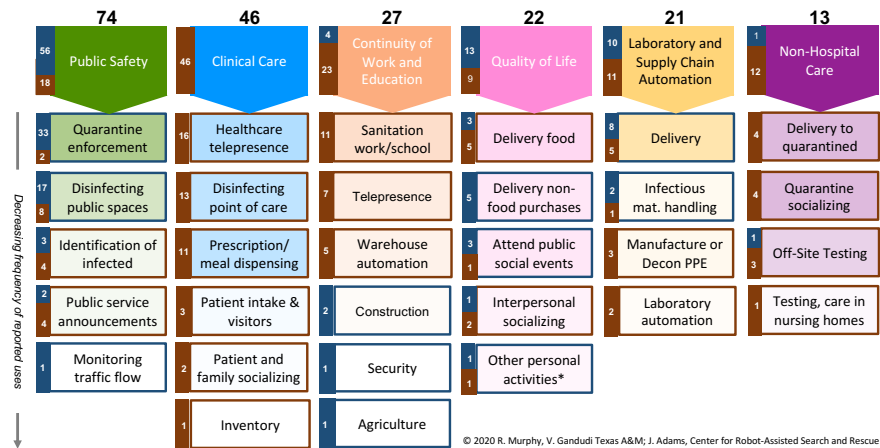 74
46
27
22
21
13
56
18
Public Safety
46
Clinical Care
4
23
Continuity of
Work and
Education
13
9
Quality of Life
10
11
Laboratory and
Supply Chain
Automation
1
12
Non-Hospital
Care
Decreasing frequency of reported uses
33
2
Quarantine
enforcement
16
Healthcare
telepresence
11
Sanitation
work/school
3
5
Delivery food
8
5
Delivery
4
Delivery to
quarantined
17
8
Disinfecting
public spaces
13
Disinfecting
point of care
7
Telepresence
5
Delivery non-
food purchases
2
1
Infectious
mat. handling
4
Quarantine
socializing
3
4
Identification of
infected
11
Prescription/
meal dispensing
5
Warehouse
automation
3
1
Attend public
social events
3
Manufacture or
Decon PPE
1
3
Off-Site Testing
2
4
Public service
announcements
3
Patient intake &
visitors
2
Construction
1
2
Interpersonal
socializing
2
Laboratory
automation
1
Testing, care in
nursing homes
1
Monitoring
traffic flow
2
Patient and
family socializing
1
Security
1
1
Other personal
activities*
1
Inventory
1
Agriculture
© 2020 R. Murphy, V. Gandudi Texas A&M; J. Adams, Center for Robot-Assisted Search and Rescue